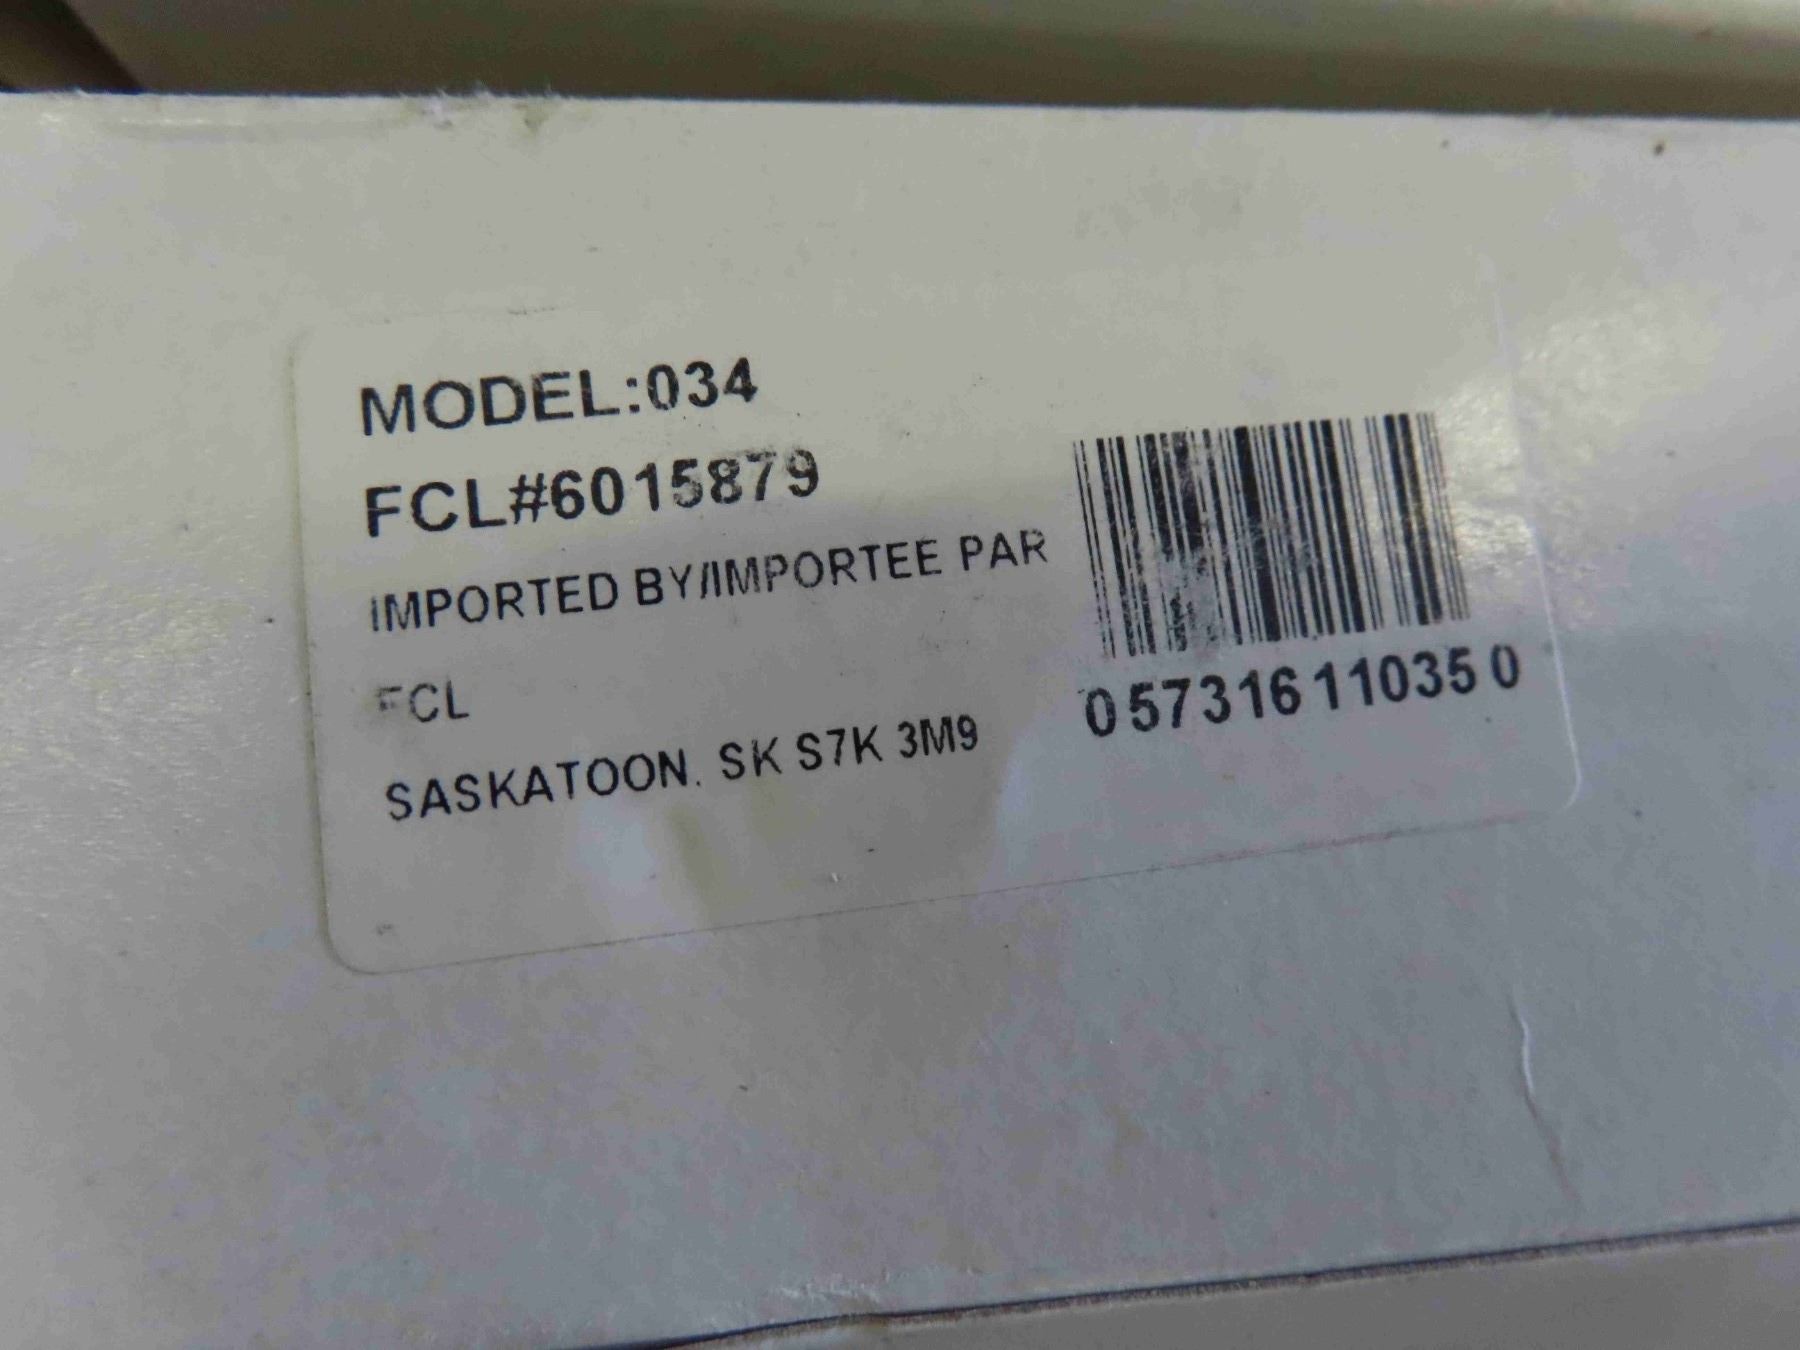 MODEL:034
FCL#6015879
IMPORTED BY/IMPORTEE PAR
FCL
SASKATOON. SK S7K 3M9
0 57316 11035 0